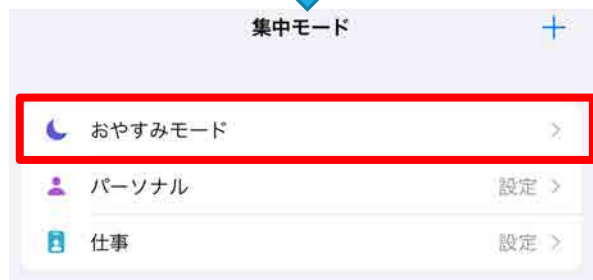 集中モード
おやすみモード
パーソナル 設定
仕事 設定